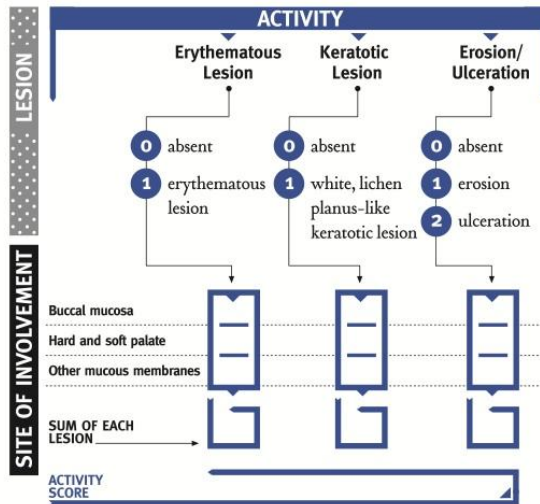 ACTIVITY
LESION
Erythematous
Lesion
Keratotic
Lesion
Erosion/
Ulceration
0 absent
1 erythematous
lesion
0 absent
1 white, lichen
planus-like
keratotic lesion
0 absent
1 erosion
2 ulceration
SITE OF INVOLVEMENT
Buccal mucosa
Hard and soft palate
Other mucous membranes
SUM OF EACH
LESION
ACTIVITY
SCORE